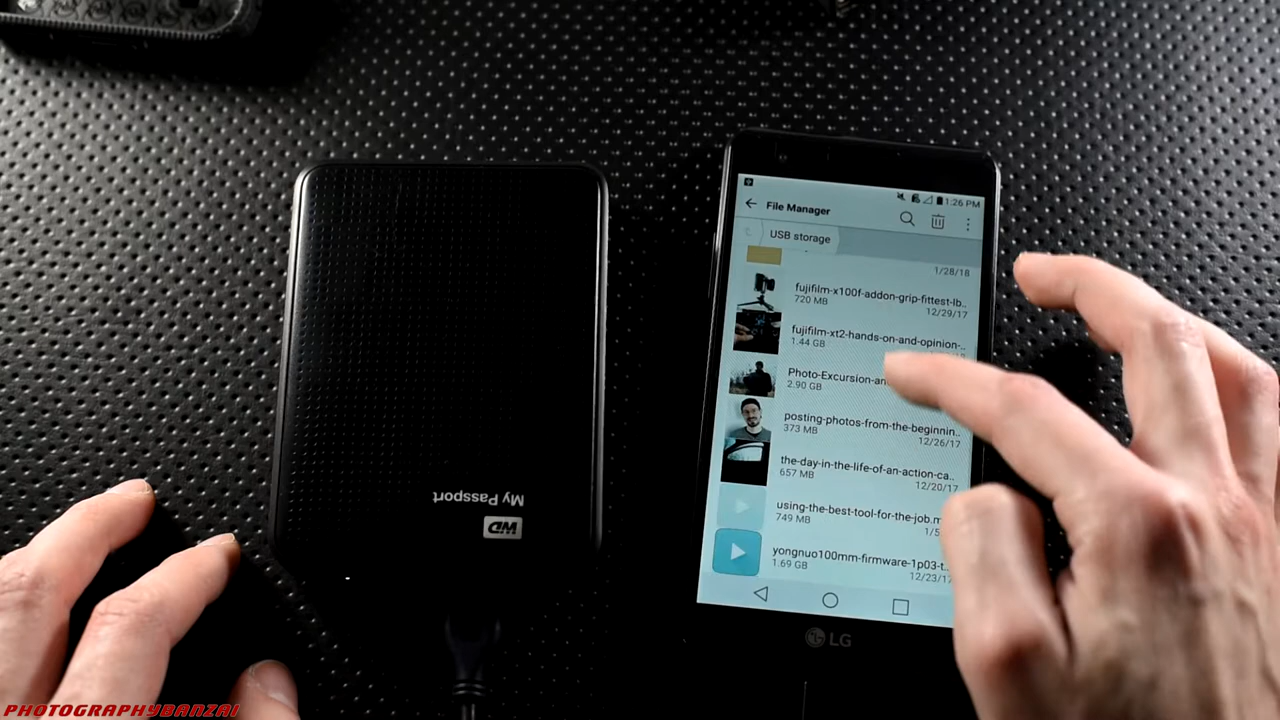 1:26 PM
File Manager
USB storage
1/28/18
fujifilm-x100f-addon-grip-fittest-lb..
720 MB
12/29/17
fujifilm-xt2-hands-on-and-opinion-..
1.44 GB
Photo-Excursion-an
2.90 GB
posting-photos-from-the-beginnin..
373 MB
12/26/17
the-day-in-the-life-of-an-action-ca..
657 MB
12/20/17
using-the-best-tool-for-the-job.m
749 MB
1/5
yongnuo100mm-firmware-1p03-t..
1.69 GB
12/23/17
LG
My Passport
WD
PHOTOGRAPHYBANZAI